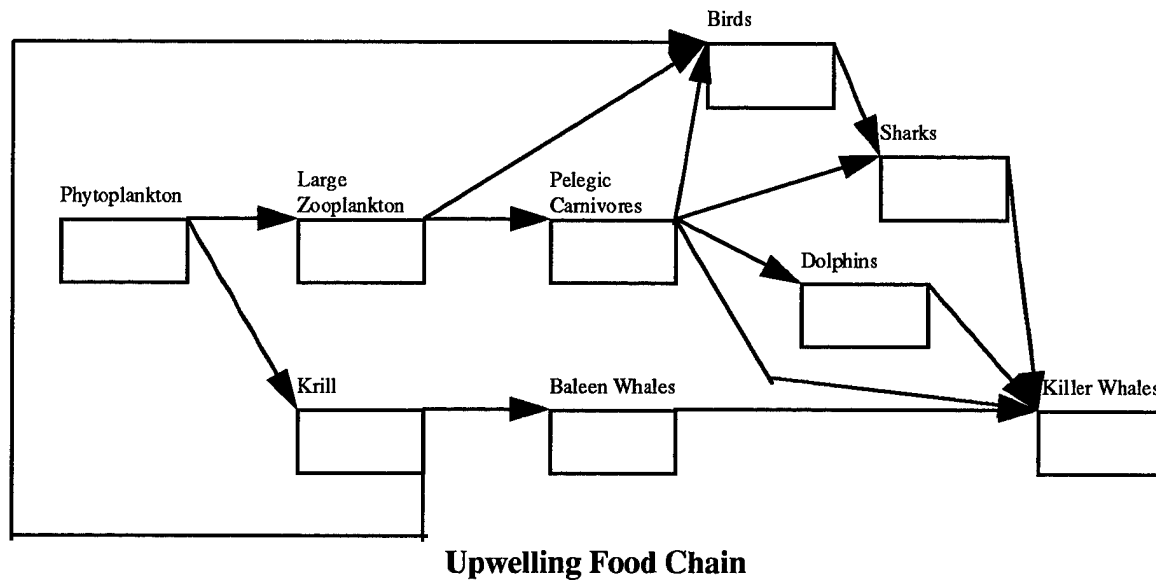 Birds
Sharks
Phytoplankton
Large
Zooplankton
Pelegic
Carnivores
Dolphins
Krill
Baleen Whales
Killer Whales
Upwelling Food Chain